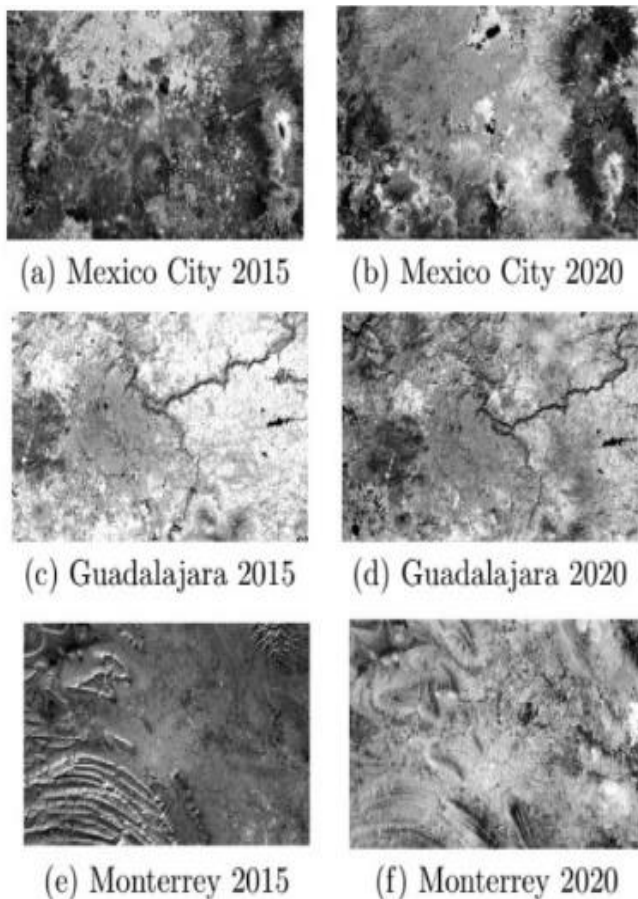 (a) Mexico City 2015
(b) Mexico City 2020
(c) Guadalajara 2015
(d) Guadalajara 2020
(e) Monterrey 2015
(f) Monterrey 2020